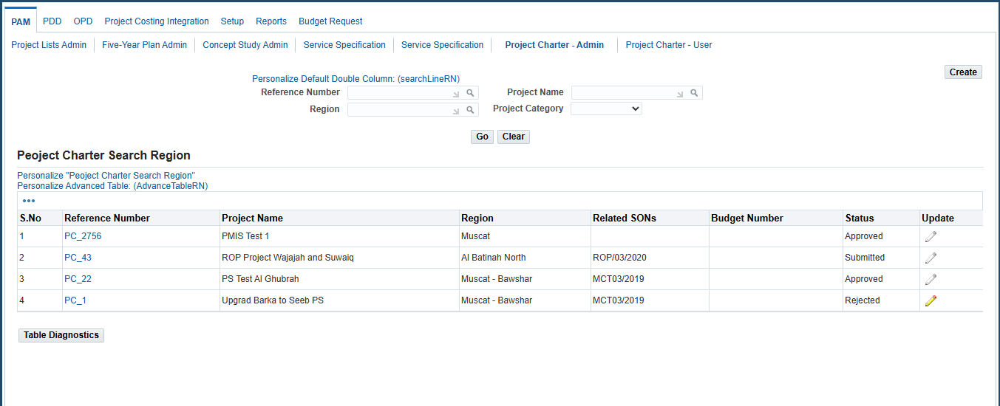 PAM PDD OPD Project Costing Integration Setup Reports Budget Request
Project Lists Admin Five-Year Plan Admin Concept Study Admin Service Specification Service Specification Project Charter - Admin Project Charter - User
Create
Personalize Default Double Column: (searchLineRN)
Reference Number Project Name
Region Project Category
Go Clear
Peoject Charter Search Region
Personalize "Peoject Charter Search Region"
Personalize Advanced Table: (AdvanceTableRN)
S.No Reference Number Project Name Region Related SONs Budget Number Status Update
1 PC_2756 PMIS Test 1 Muscat Approved
2 PC_43 ROP Project Wajajah and Suwaiq Al Batinah North ROP/03/2020 Submitted
3 PC_22 PS Test Al Ghubrah Muscat - Bawshar MCT03/2019 Approved
4 PC_1 Upgrad Barka to Seeb PS Muscat - Bawshar MCT03/2019 Rejected
Table Diagnostics